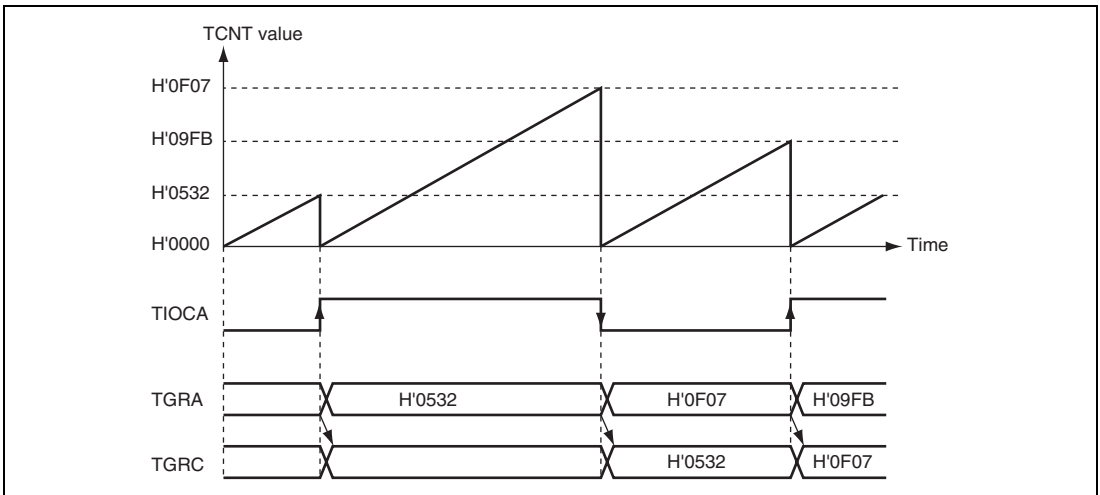 TCNT value
H'0F07
H'09FB
H'0532
H'0000
Time
TIOCA
TGRA
H'0532
H'0F07
H'09FB
TGRC
H'0532
H'0F07